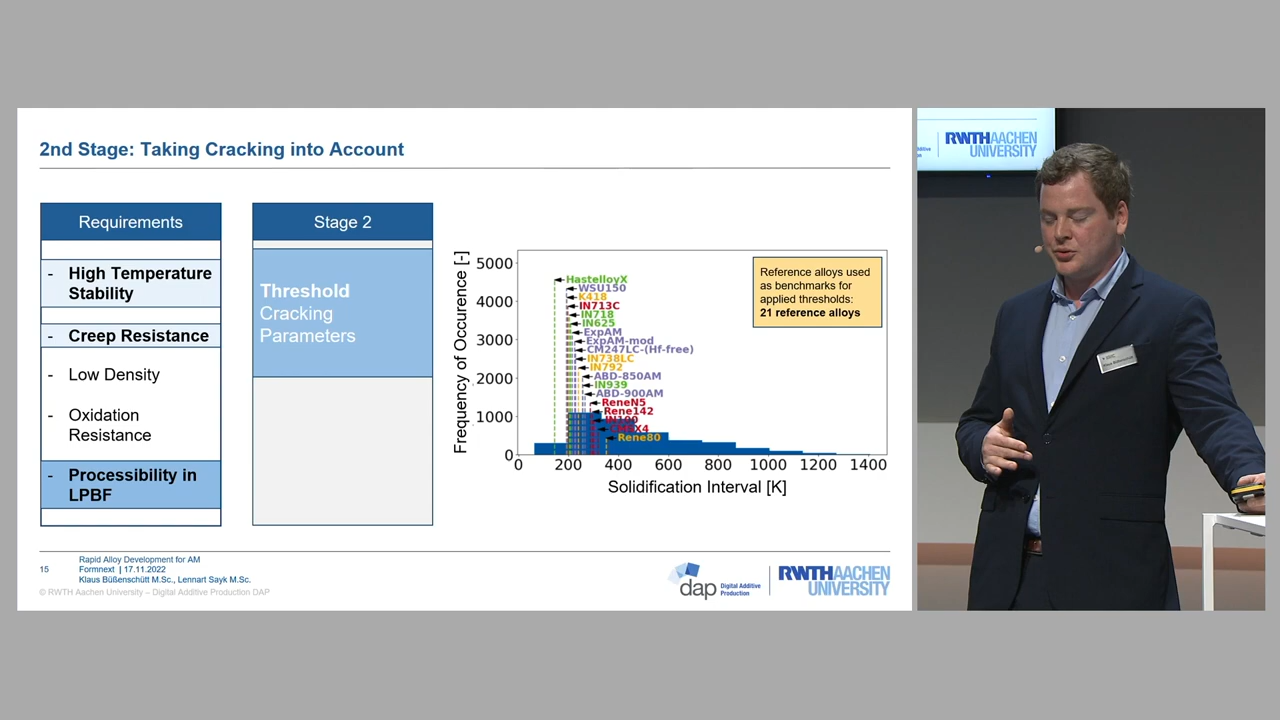 2nd Stage: Taking Cracking into Account
Requirements
- High Temperature
Stability
- Creep Resistance
- Low Density
- Oxidation
Resistance
- Processibility in
LPBF
Stage 2
Threshold
Cracking
Parameters
Frequency of Occurence [-]
5000
4000
3000
2000
1000
0
HastelloyX
WSU150
K418
IN713C
IN718
IN625
ExpAM
ExpAM-mod
CM247LC-(Hf-free)
IN738LC
IN792
ABD-850AM
IN939
ABD-900AM
ReneN5
Rene142
IN100
CMSX4
Rene80
0 200 400 600 800 1000 1200 1400
Solidification Interval [K]
Reference alloys used
as benchmarks for
applied thresholds:
21 reference alloys
15
Rapid Alloy Development for AM
Formnext | 17.11.2022
Klaus Büßenschütt M.Sc., Lennart Sayk M.Sc.
© RWTH Aachen University – Digital Additive Production DAP
dap Digital Additive
Production
RWTHAACHEN
UNIVERSITY
RWTHAACHEN
UNIVERSITY